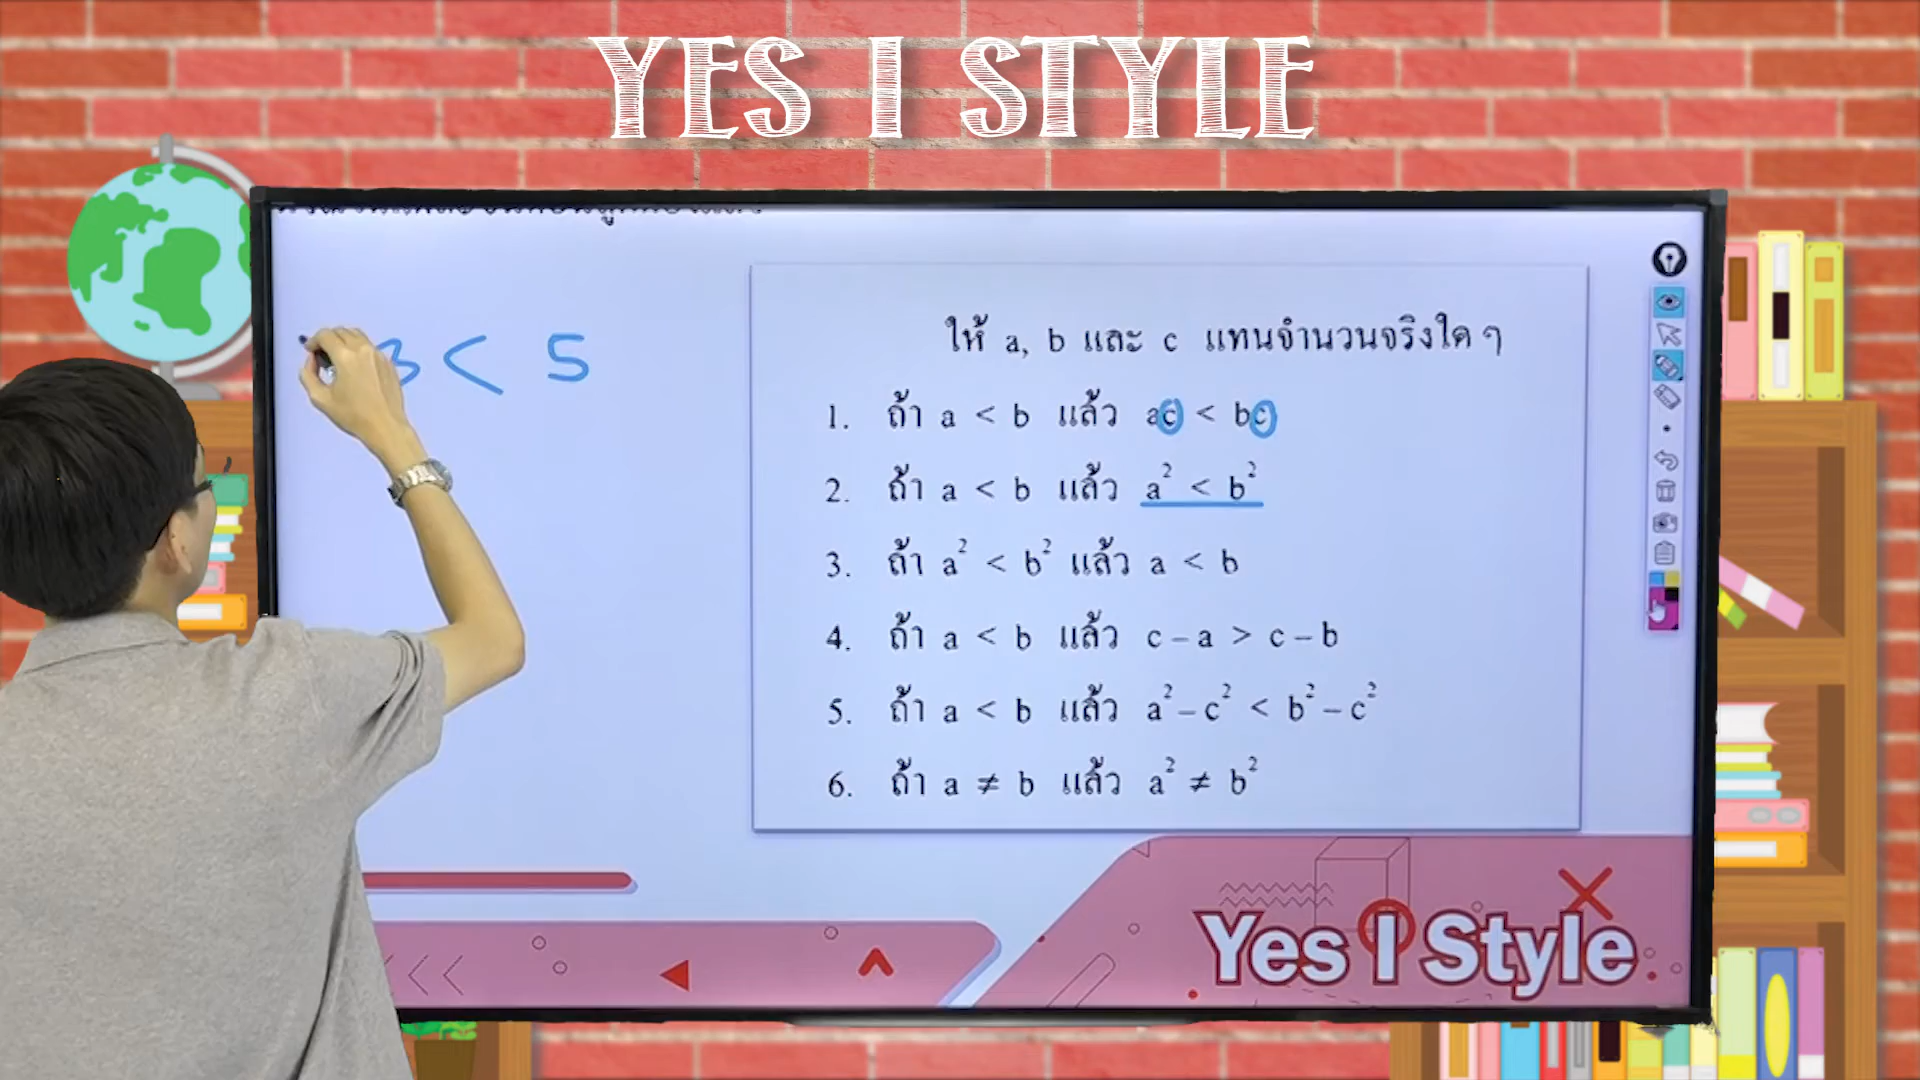 YES I STYLE
3 < 5
ให้ a, b และ c แทนจำนวนจริงใด ๆ
1. ถ้า a < b แล้ว ac < bc
2. ถ้า a < b แล้ว a² < b²
3. ถ้า a² < b² แล้ว a < b
4. ถ้า a < b แล้ว c – a > c – b
5. ถ้า a < b แล้ว a² – c² < b² – c²
6. ถ้า a ≠ b แล้ว a² ≠ b²
Yes I Style